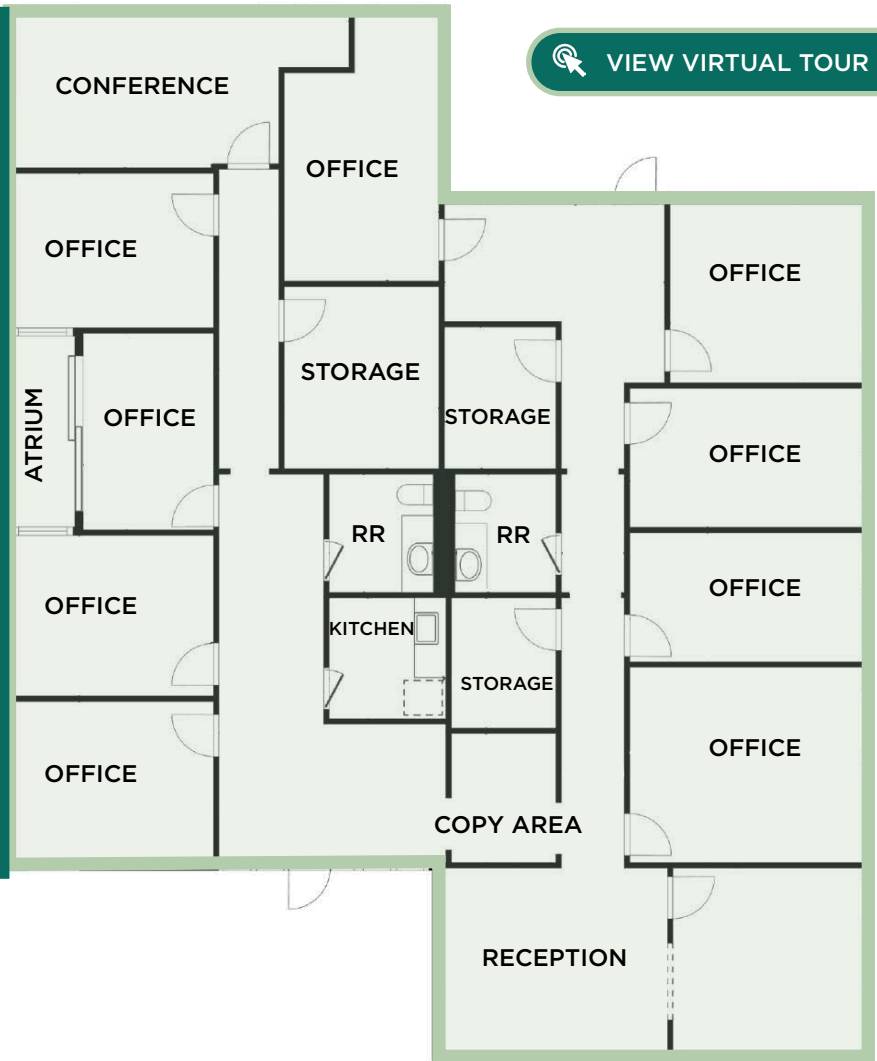 VIEW VIRTUAL TOUR
CONFERENCE
OFFICE
OFFICE
OFFICE
STORAGE
ATRIUM
OFFICE
STORAGE
OFFICE
RR
RR
OFFICE
OFFICE
KITCHEN
STORAGE
OFFICE
OFFICE
COPY AREA
RECEPTION